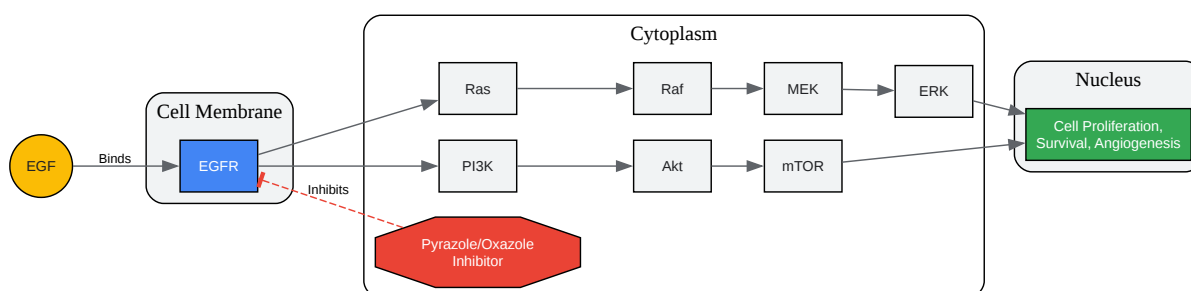 Cytoplasm
Nucleus
Cell Membrane
Ras
Raf
MEK
ERK
Cell Proliferation,
Survival, Angiogenesis
EGF
Binds
EGFR
PI3K
Akt
mTOR
Inhibits
Pyrazole/Oxazole
Inhibitor